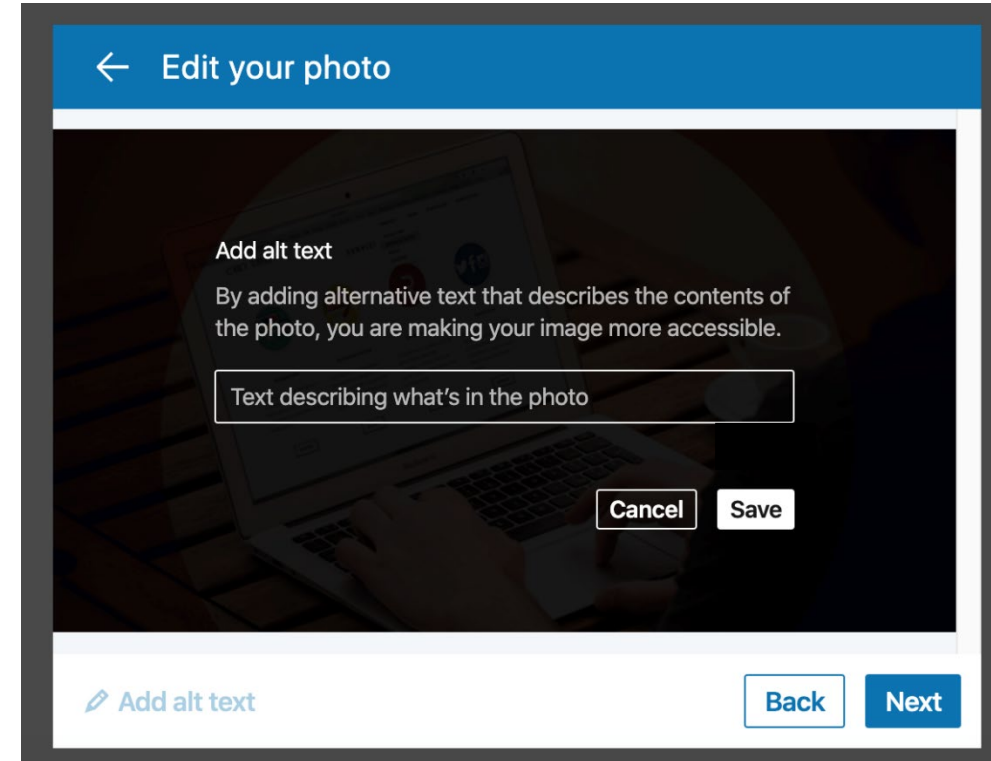 Edit your photo
Add alt text
By adding alternative text that describes the contents of
the photo, you are making your image more accessible.
Text describing what’s in the photo
Cancel
Save
Add alt text
Back
Next